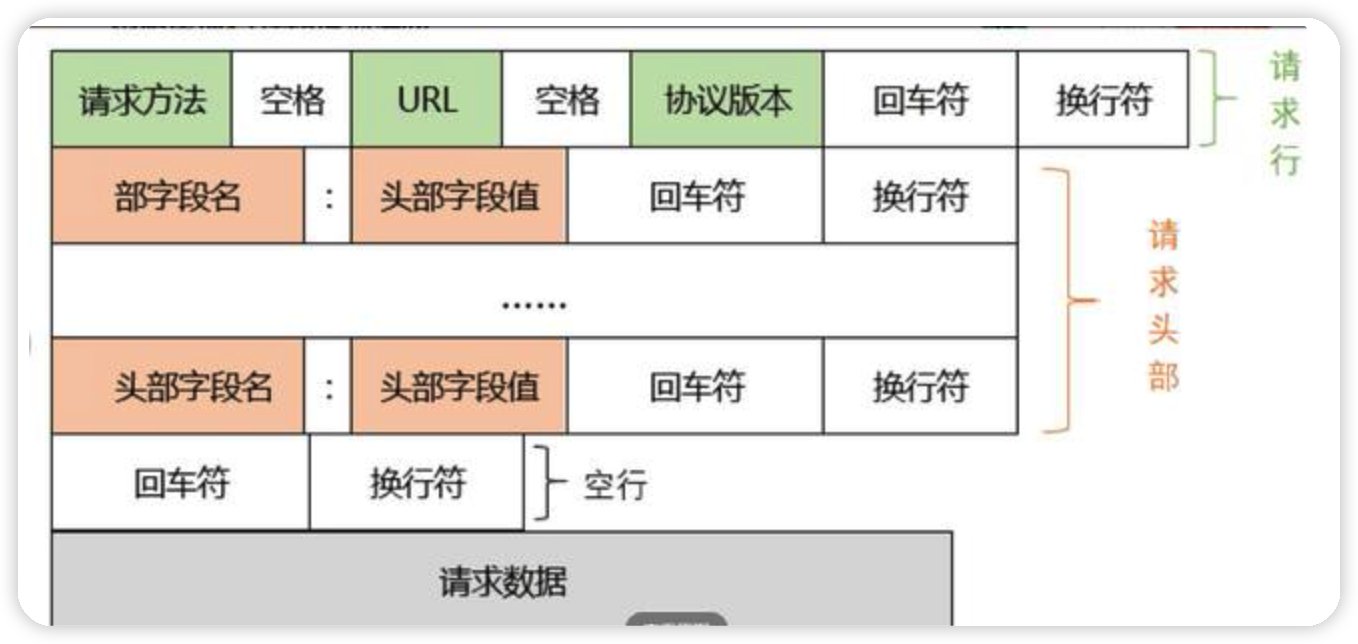 请求方法 空格 URL 空格 协议版本 回车符 换行符
请求行
部字段名 : 头部字段值 回车符 换行符
……
头部字段名 : 头部字段值 回车符 换行符
请求头部
回车符 换行符 空行
请求数据